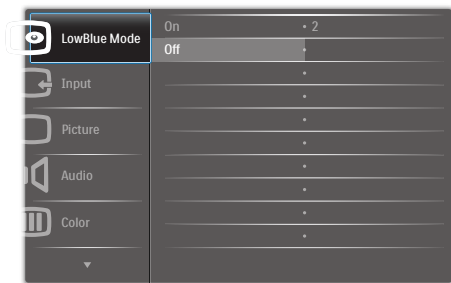 LowBlue Mode
On • 2
Off •
Input
Picture
Audio
Color